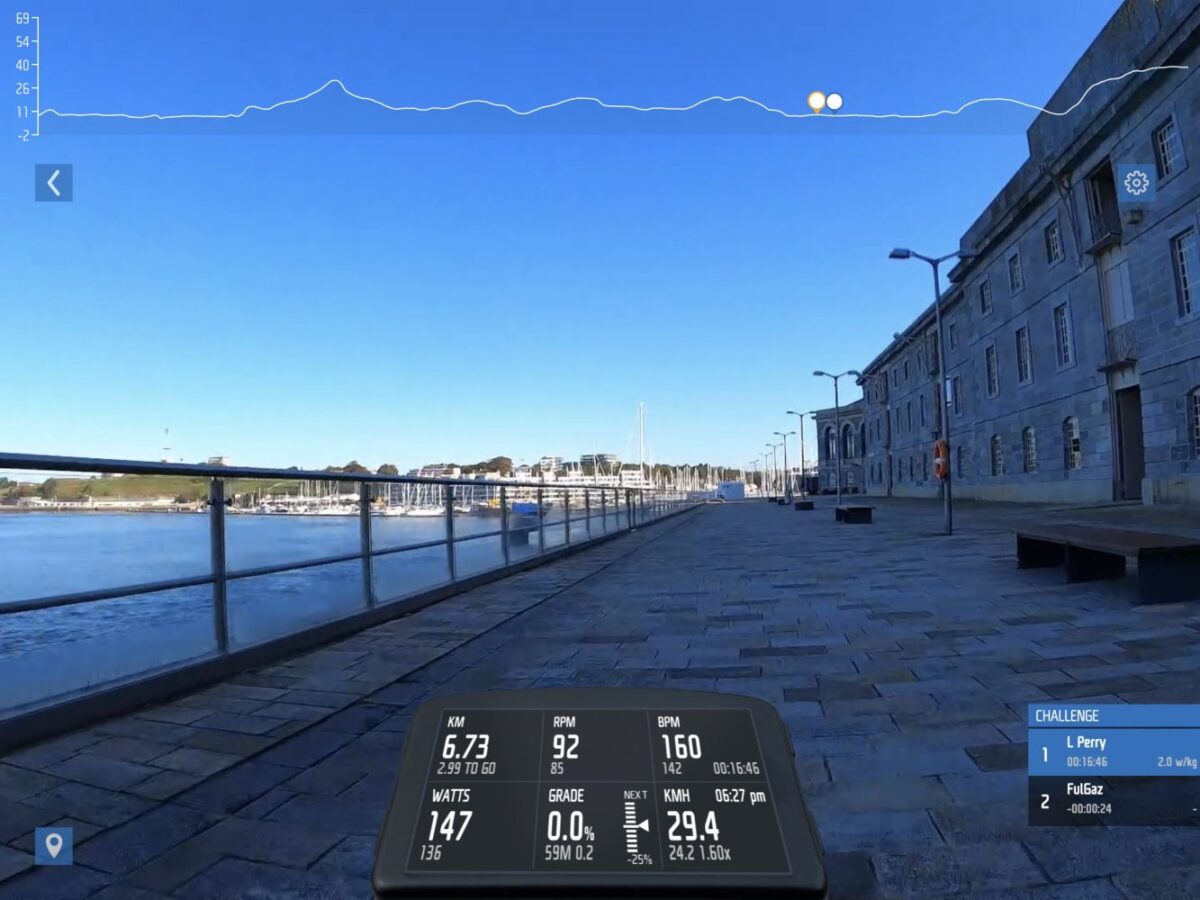 69
54
40
26
11
-2
KM
6.73
2.99 TO GO
RPM
92
85
BPM
160
142 00:16:46
WATTS
147
136
GRADE
0.0%
59M 0.2
NEXT
-25%
KMH 06:27 pm
29.4
24.2 1.60x
CHALLENGE
1 L Perry
00:16:46 2.0 w/kg
2 FulGaz
-00:00:24 -